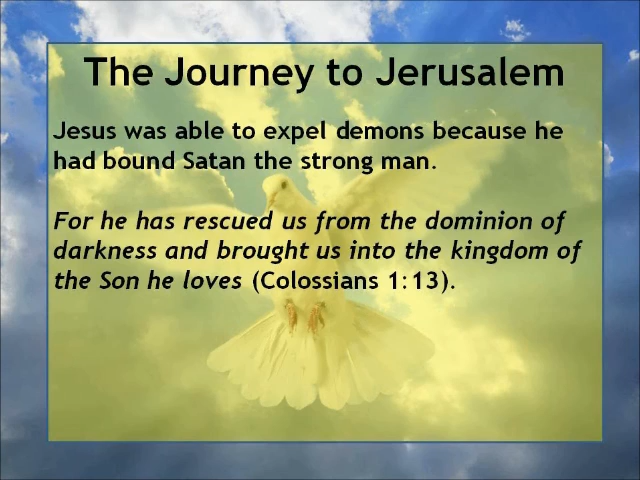 The Journey to Jerusalem
Jesus was able to expel demons because he
had bound Satan the strong man.
For he has rescued us from the dominion of
darkness and brought us into the kingdom of
the Son he loves (Colossians 1:13).